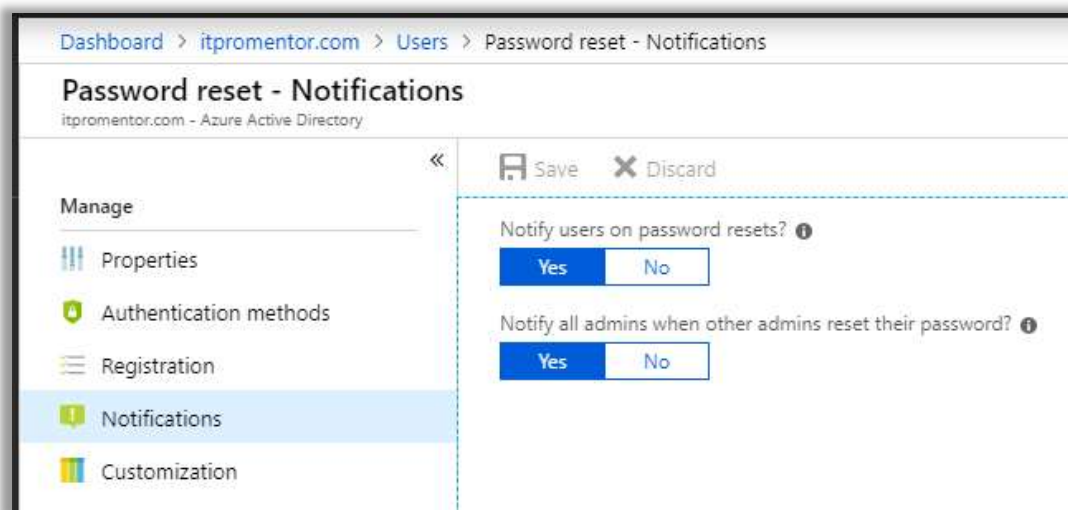 Dashboard > itpromentor.com > Users > Password reset - Notifications
Password reset - Notifications
itpromentor.com - Azure Active Directory
«
Save Discard
Manage
Properties
Authentication methods
Registration
Notifications
Customization
Notify users on password resets?
Yes No
Notify all admins when other admins reset their password?
Yes No